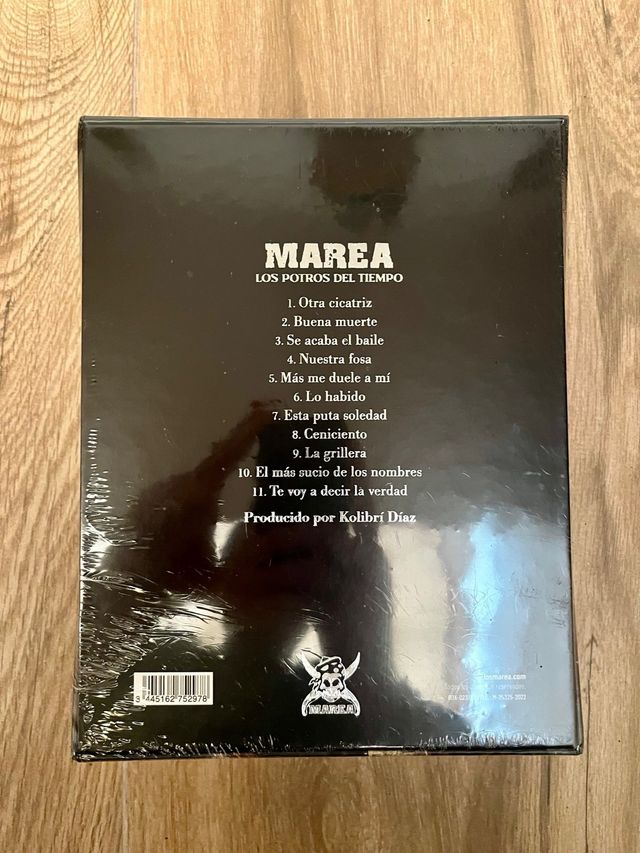 MAREA
LOS POTROS DEL TIEMPO
1. Otra cicatriz
2. Buena muerte
3. Se acaba el baile
4. Nuestra fosa
5. Más me duele a mí
6. Lo habido
7. Esta puta soledad
8. Ceniciento
9. La grillera
10. El más sucio de los nombres
11. Te voy a decir la verdad
Producido por Kolibrí Díaz
3 445162 752978
MAREA